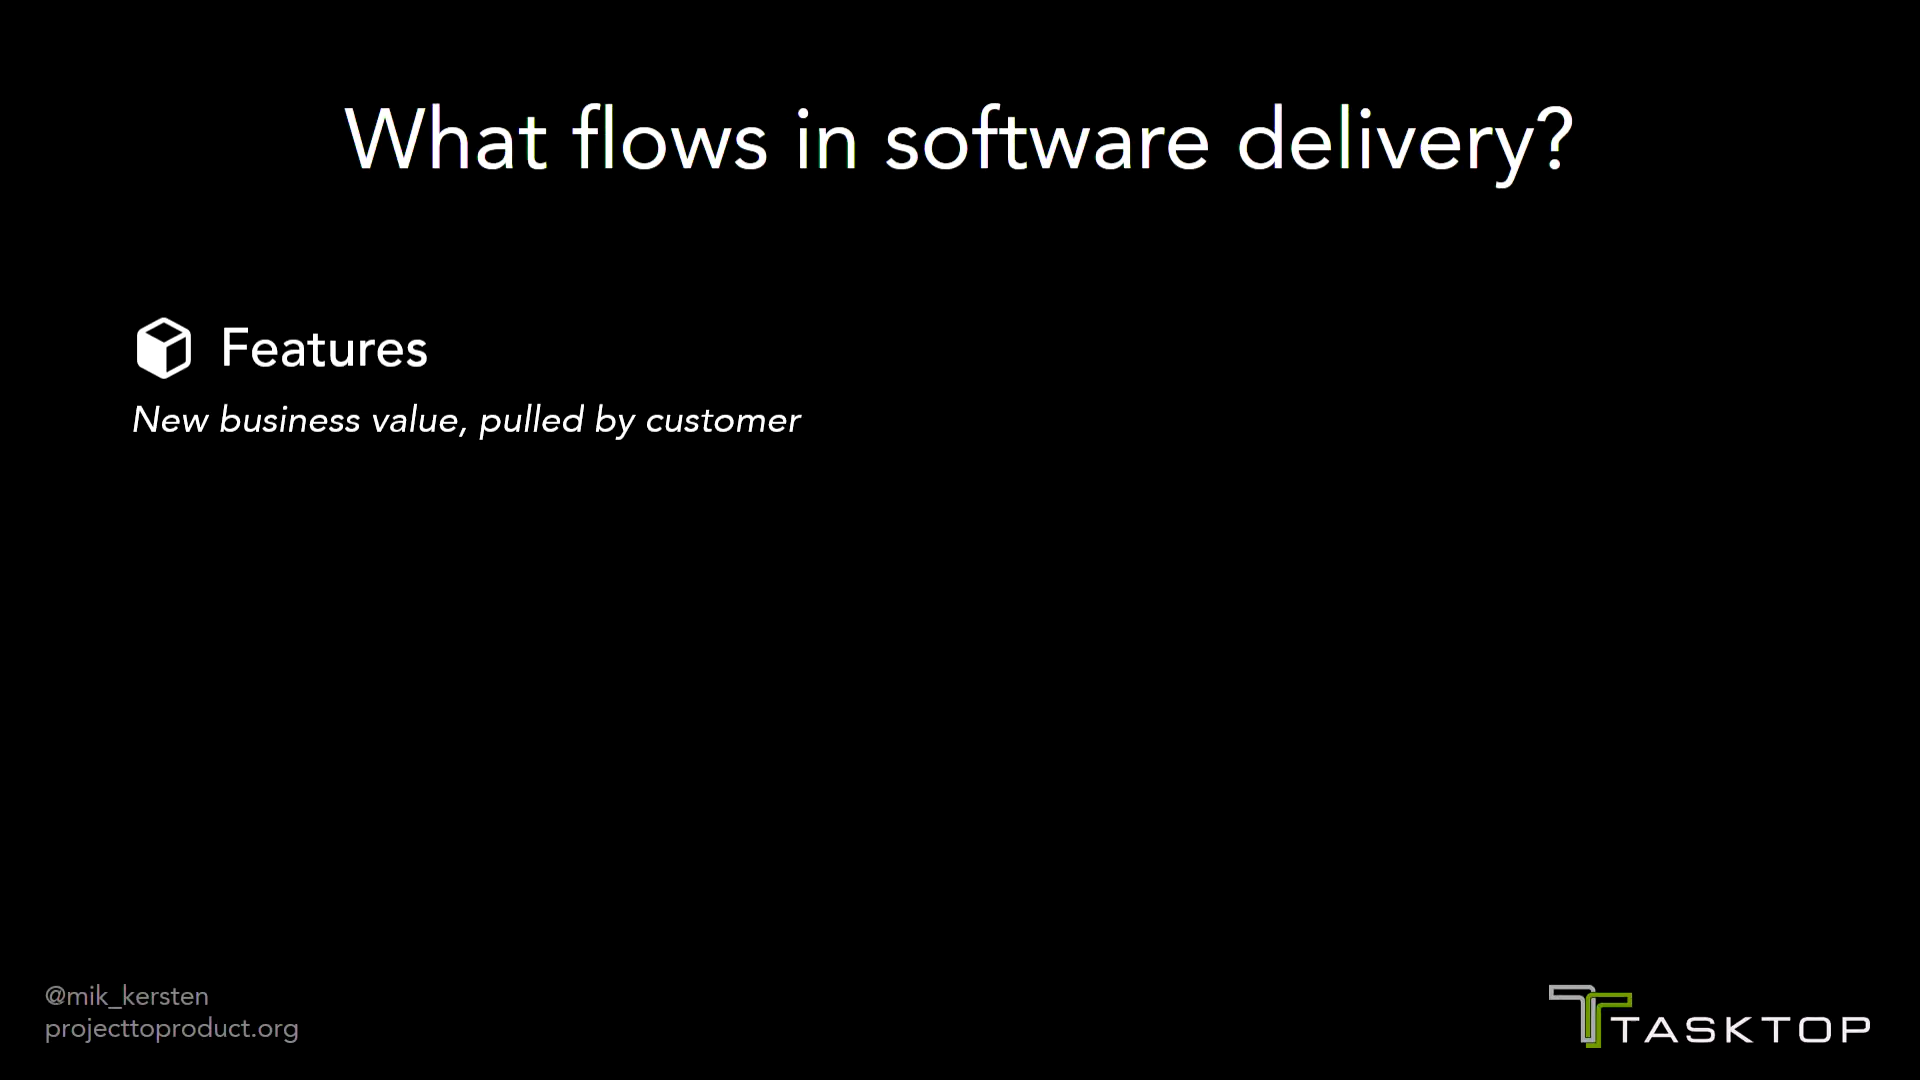 What flows in software delivery?
Features
New business value, pulled by customer
@mik_kersten
projecttoproduct.org
TASKTOP